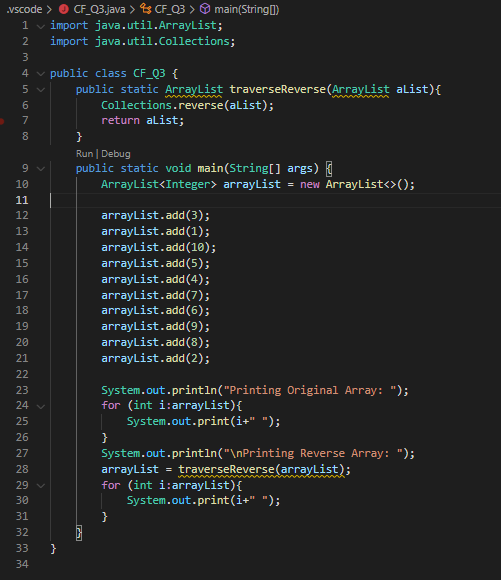 .vscode > CF_Q3.java > CF_Q3 > main(String[])
1 import java.util.ArrayList;
2 import java.util.Collections;
3
4 public class CF_Q3 {
5     public static ArrayList traverseReverse(ArrayList aList){
6         Collections.reverse(aList);
7         return aList;
8     }
Run | Debug
9     public static void main(String[] args) {
10         ArrayList<Integer> arrayList = new ArrayList<>();
11
12         arrayList.add(3);
13         arrayList.add(1);
14         arrayList.add(10);
15         arrayList.add(5);
16         arrayList.add(4);
17         arrayList.add(7);
18         arrayList.add(6);
19         arrayList.add(9);
20         arrayList.add(8);
21         arrayList.add(2);
22
23         System.out.println("Printing Original Array: ");
24         for (int i:arrayList){
25             System.out.print(i+" ");
26         }
27         System.out.println("\nPrinting Reverse Array: ");
28         arrayList = traverseReverse(arrayList);
29         for (int i:arrayList){
30             System.out.print(i+" ");
31         }
32     }
33 }
34